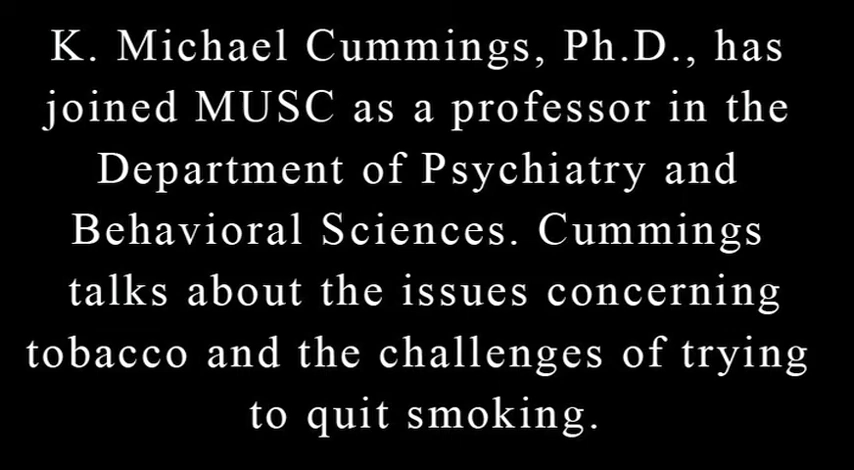 K. Michael Cummings, Ph.D., has
joined MUSC as a professor in the
Department of Psychiatry and
Behavioral Sciences. Cummings
talks about the issues concerning
tobacco and the challenges of trying
to quit smoking.